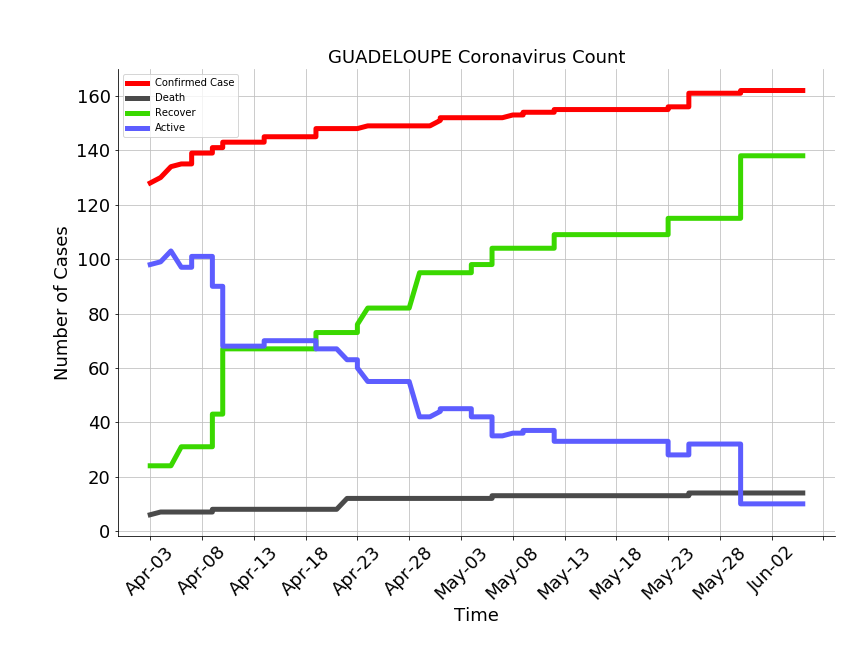 GUADELOUPE Coronavirus Count
Confirmed Case
Death
Recover
Active
Number of Cases
160
140
120
100
80
60
40
20
0
Apr-03
Apr-08
Apr-13
Apr-18
Apr-23
Apr-28
May-03
May-08
May-13
May-18
May-23
May-28
Jun-02
Time